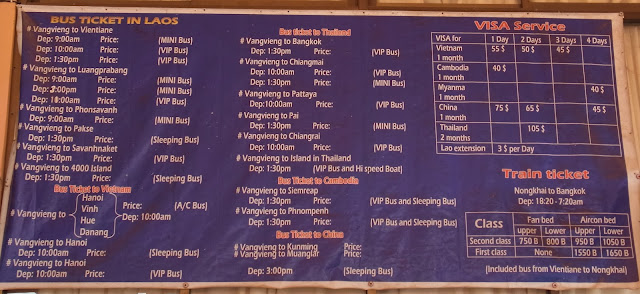 BUS TICKET IN LAOS
# Vangvieng to Vientiane
Dep: 9:00am Price: (MINI Bus)
Dep: 10:00am Price: (VIP Bus)
Dep: 1:30pm Price: (VIP Bus)
# Vangvieng to Luangprabang
Dep: 9:00am Price: (MINI Bus)
Dep: 3:00pm Price: (MINI Bus)
Dep: 10:00am Price: (VIP Bus)
# Vangvieng to Phonsavanh
Dep: 9:00am Price: (MINI Bus)
# Vangvieng to Pakse
Dep: 1:30pm Price: (Sleeping Bus)
# Vangvieng to Savanhnaket
Dep: 1:30pm Price: (VIP Bus)
# Vangvieng to 4000 Island
Dep: 1:30pm Price: (Sleeping Bus)
Bus Ticket to Vietnam
# Vangvieng to
Hanoi
Vinh
Hue
Danang
Price: (A/C Bus)
Dep: 10:00am
# Vangvieng to Hanoi
Dep: 10:00am Price: (Sleeping Bus)
# Vangvieng to Hanoi
Dep: 10:00am Price: (VIP Bus)
Bus ticket to Thailand
# Vangvieng to Bangkok
Dep: 1:30pm Price: (VIP Bus)
# Vangvieng to Chiangmai
Dep: 10:00am Price: (VIP Bus)
Dep: 1:30pm Price: (MINI Bus)
# Vangvieng to Pattaya
Dep:10:00am Price: (VIP Bus)
# Vangvieng to Pai
Dep: 1:30pm Price: (MINI Bus)
# Vangvieng to Chiangrai
Dep: 10:00am Price: (VIP Bus)
# Vangvieng to Island in Thailand
Dep: 1:30pm Price: (VIP Bus/ and Hi speed Boat)
Bus Ticket to Cambodia
# Vangvieng to Siemreap
Dep: 1:30pm Price: (VIP Bus and Sleeping Bus)
# Vangvieng to Phnompenh
Dep: 1:30pm Price: (VIP Bus and Sleeping Bus)
Bus Ticket to China
# Vangvieng to Kunming Price:
# Vangvieng to Muanglar Price:
Dep: 3:00pm (Sleeping Bus)
VISA Service
VISA for 1 Day 2 Days 3 Days 4 Days
Vietnam 55 $ 50 $ 45 $
1 month
Cambodia 40 $
1 month
Myanma 40 $
1 month
China 75 $ 65 $ 45 $
1 month
Thailand 105 $
2 months
Lao extension 3 $ per Day
Train ticket
Nongkhai to Bangkok
Dep: 18:20 - 7:20am
Class Fan bed Aircon bed
upper Lower upper Lower
Second class 750 B 800 B 950 B 1050 B
First class None 1550 B 1650 B
(Included bus from Vientiane to Nongkhai)